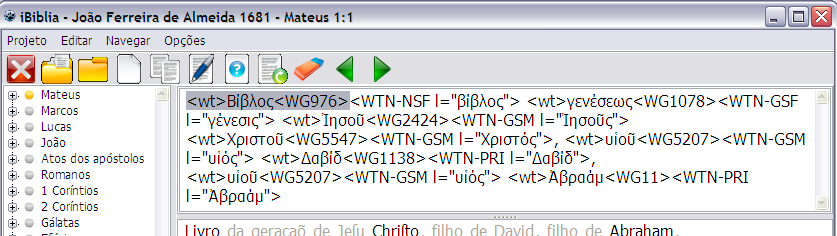 iBiblia - João Ferreira de Almeida 1681 - Mateus 1:1
Projeto Editar Navegar Opções
Mateus
Marcos
Lucas
João
Atos dos apóstolos
Romanos
1 Coríntios
2 Coríntios
Gálatas
<wt>Βίβλος<WG976><WTN-NSF l="βίβλος"> <wt>γενέσεως<WG1078><WTN-GSF
l="γένεσις"> <wt>Ἰησοῦ<WG2424><WTN-GSM l="Ἰησοῦς">
<wt>Χριστοῦ<WG5547><WTN-GSM l="Χριστός">, <wt>υἱοῦ<WG5207><WTN-GSM
l="υἱός"> <wt>Δαβίδ<WG1138><WTN-PRI l="Δαβίδ">,
<wt>υἱοῦ<WG5207><WTN-GSM l="υἱός"> <wt>Ἀβραάμ<WG11><WTN-PRI
l="Ἀβραάμ">
Livro da geraçaõ de Jeſu Chriſto, filho de David, filho de Abraham.